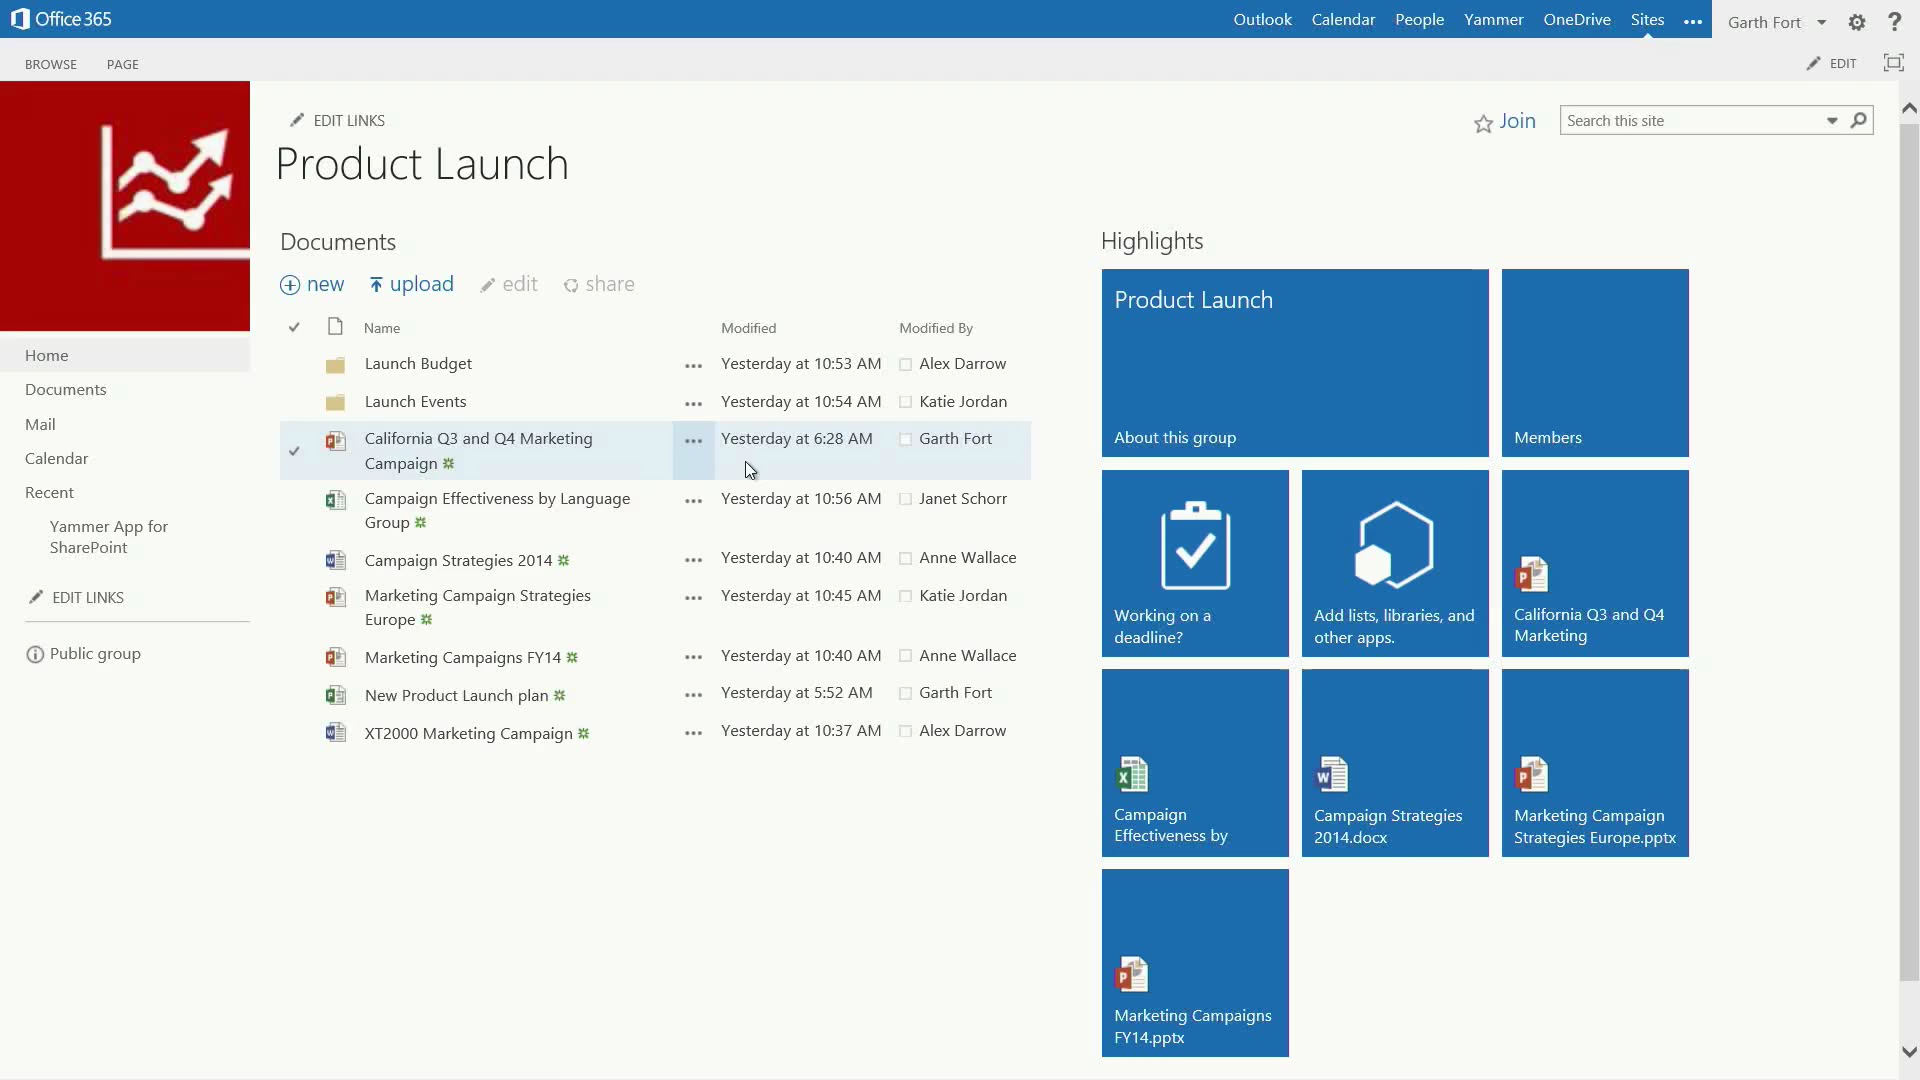 Office 365
Outlook Calendar People Yammer OneDrive Sites ••• Garth Fort ?
BROWSE PAGE
EDIT
EDIT LINKS
Join
Search this site
Product Launch
Documents
new upload edit share
Name Modified Modified By
Launch Budget ••• Yesterday at 10:53 AM Alex Darrow
Launch Events ••• Yesterday at 10:54 AM Katie Jordan
California Q3 and Q4 Marketing ••• Yesterday at 6:28 AM Garth Fort
Campaign
Campaign Effectiveness by Language ••• Yesterday at 10:56 AM Janet Schorr
Group
Campaign Strategies 2014 ••• Yesterday at 10:40 AM Anne Wallace
Marketing Campaign Strategies ••• Yesterday at 10:45 AM Katie Jordan
Europe
Marketing Campaigns FY14 ••• Yesterday at 10:40 AM Anne Wallace
New Product Launch plan ••• Yesterday at 5:52 AM Garth Fort
XT2000 Marketing Campaign ••• Yesterday at 10:37 AM Alex Darrow
Home
Documents
Mail
Calendar
Recent
Yammer App for
SharePoint
EDIT LINKS
Public group
Highlights
Product Launch
About this group
Members
Working on a
deadline?
Add lists, libraries, and
other apps.
California Q3 and Q4
Marketing
Campaign
Effectiveness by
Campaign Strategies
2014.docx
Marketing Campaign
Strategies Europe.pptx
Marketing Campaigns
FY14.pptx